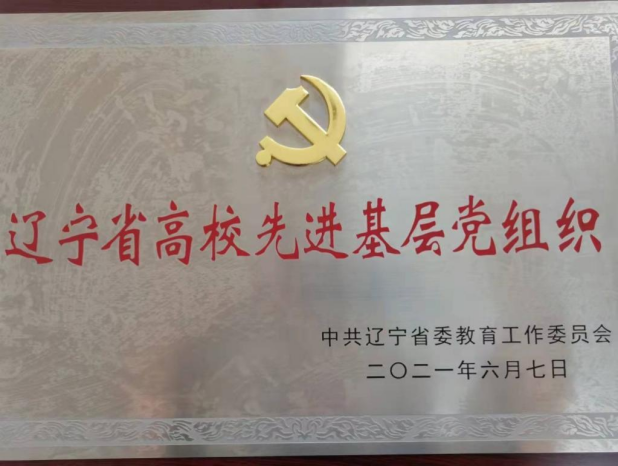 辽宁省高校先进基层党组织
中共辽宁省委教育工作委员会
二〇二一年六月七日